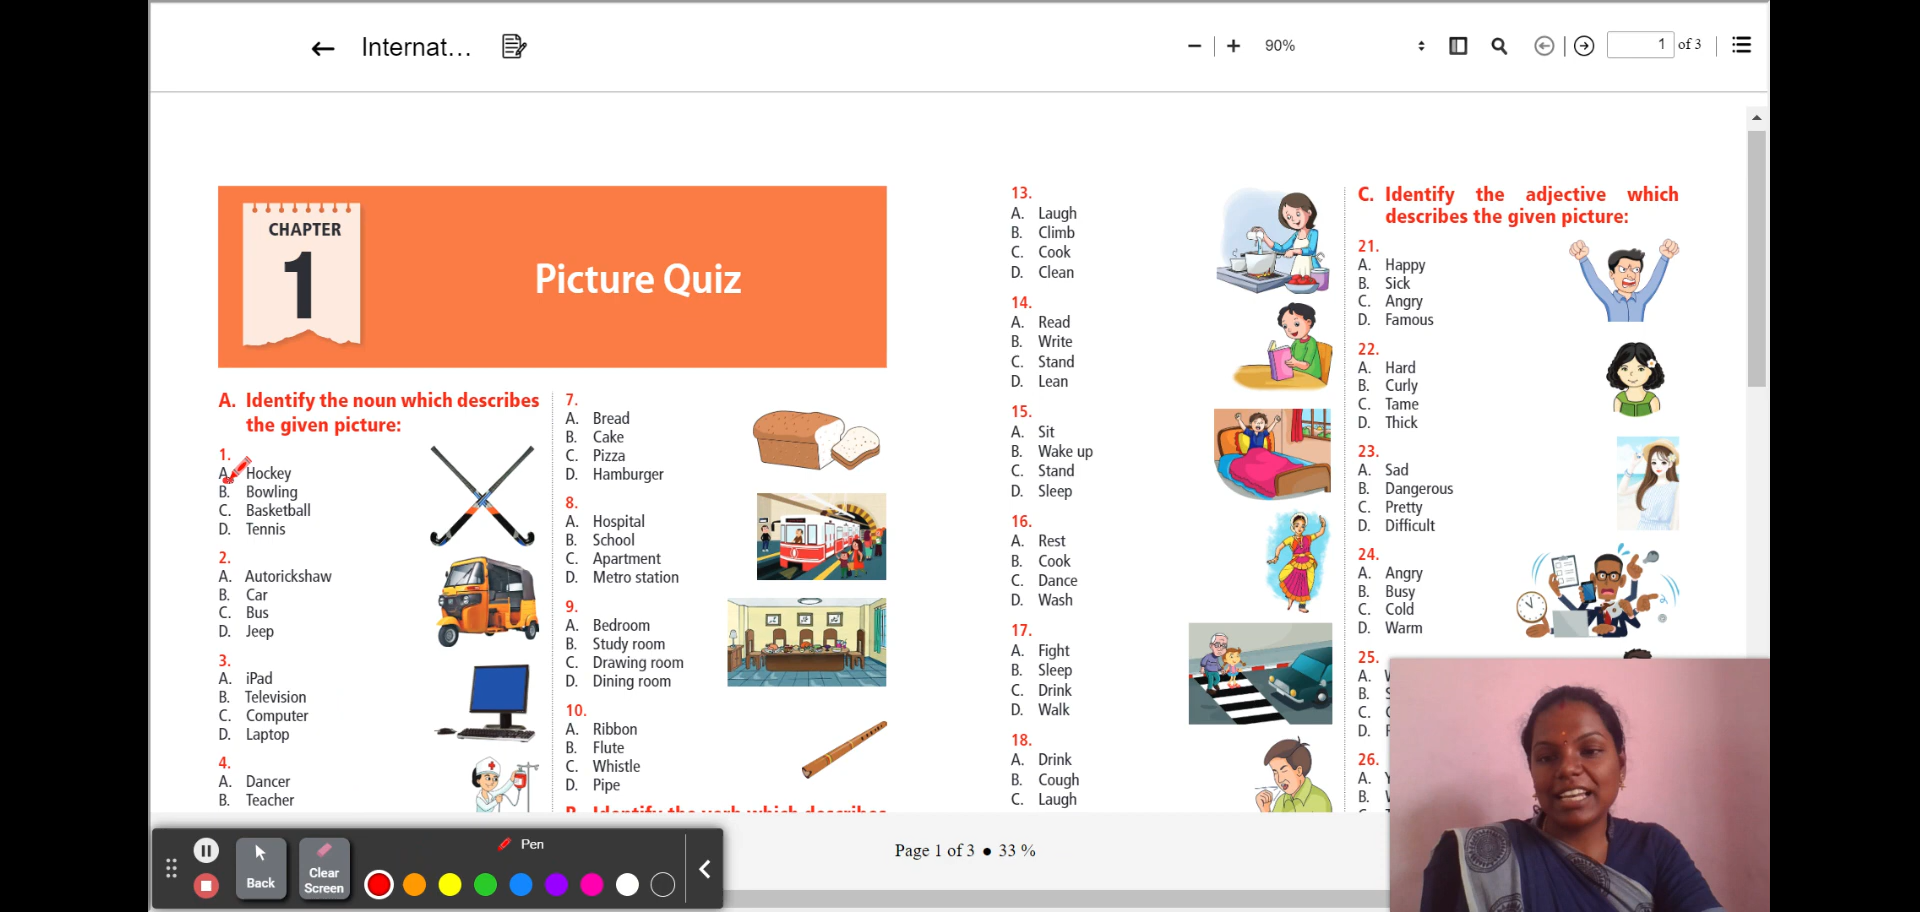 Internat...
90%
1 of 3
CHAPTER
1
Picture Quiz
A. Identify the noun which describes
the given picture:
1.
A. Hockey
B. Bowling
C. Basketball
D. Tennis
2.
A. Autorickshaw
B. Car
C. Bus
D. Jeep
3.
A. iPad
B. Television
C. Computer
D. Laptop
4.
A. Dancer
B. Teacher
7.
A. Bread
B. Cake
C. Pizza
D. Hamburger
8.
A. Hospital
B. School
C. Apartment
D. Metro station
9.
A. Bedroom
B. Study room
C. Drawing room
D. Dining room
10.
A. Ribbon
B. Flute
C. Whistle
D. Pipe
B. Identify the verb which describes
13.
A. Laugh
B. Climb
C. Cook
D. Clean
14.
A. Read
B. Write
C. Stand
D. Lean
15.
A. Sit
B. Wake up
C. Stand
D. Sleep
16.
A. Rest
B. Cook
C. Dance
D. Wash
17.
A. Fight
B. Sleep
C. Drink
D. Walk
18.
A. Drink
B. Cough
C. Laugh
C. Identify the adjective which
describes the given picture:
21.
A. Happy
B. Sick
C. Angry
D. Famous
22.
A. Hard
B. Curly
C. Tame
D. Thick
23.
A. Sad
B. Dangerous
C. Pretty
D. Difficult
24.
A. Angry
B. Busy
C. Cold
D. Warm
25.
A.
B.
C.
D.
26.
A.
B.
Back
Clear
Screen
Pen
Page 1 of 3 ● 33 %